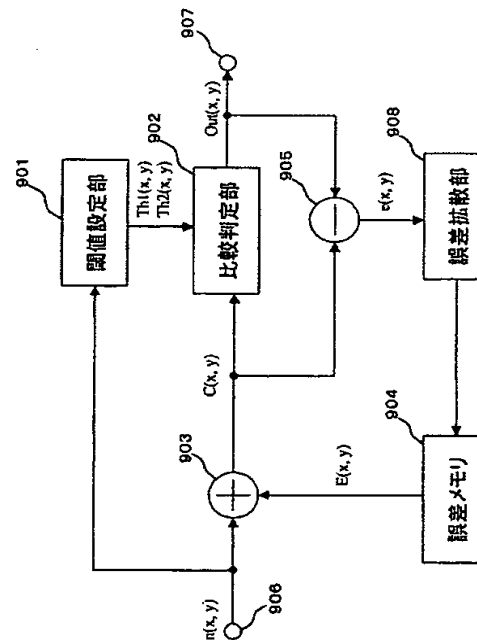 901
閾値設定部
Th1(x, y)
Th2(x, y)
902
比較判定部
Out(x, y)
907
C(x, y)
903
n(x, y)
906
905
e(x, y)
E(x, y)
904
誤差メモリ
908
誤差拡散部